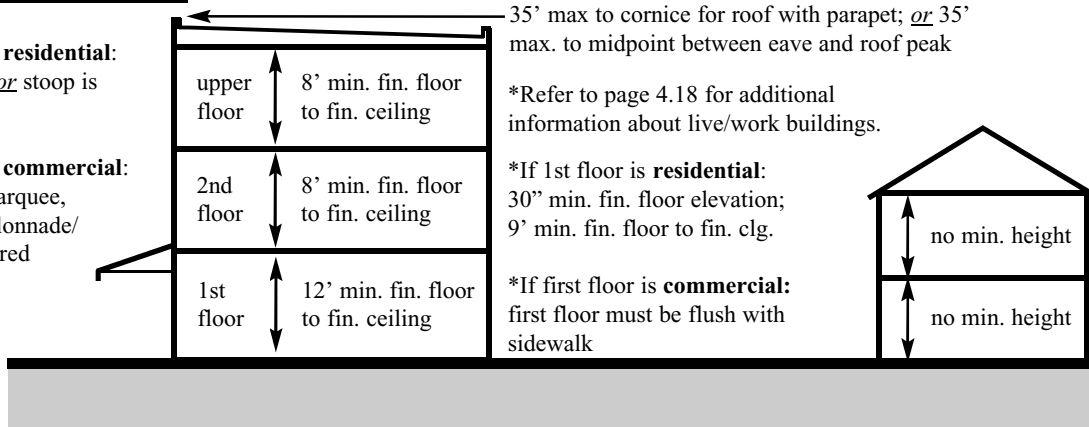 residential:
or stoop is
commercial:
arquee,
lonnade/
red
upper
floor
8’ min. fin. floor
to fin. ceiling
2nd
floor
8’ min. fin. floor
to fin. ceiling
1st
floor
12’ min. fin. floor
to fin. ceiling
35’ max to cornice for roof with parapet; or 35’
max. to midpoint between eave and roof peak
*Refer to page 4.18 for additional
information about live/work buildings.
*If 1st floor is residential:
30” min. fin. floor elevation;
9’ min. fin. floor to fin. clg.
*If first floor is commercial:
first floor must be flush with
sidewalk
no min. height
no min. height